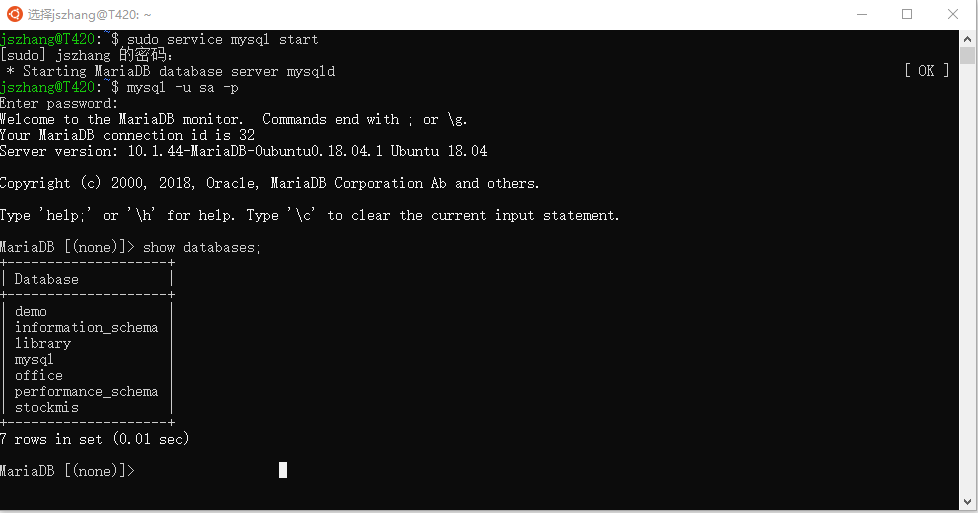 选择jszhang@T420: ~
jszhang@T420:~$ sudo service mysql start
[sudo] jszhang 的密码:
 * Starting MariaDB database server mysqld [ OK ]
jszhang@T420:~$ mysql -u sa -p
Enter password:
Welcome to the MariaDB monitor.  Commands end with ; or \g.
Your MariaDB connection id is 32
Server version: 10.1.44-MariaDB-0ubuntu0.18.04.1 Ubuntu 18.04
Copyright (c) 2000, 2018, Oracle, MariaDB Corporation Ab and others.
Type 'help;' or '\h' for help. Type '\c' to clear the current input statement.
MariaDB [(none)]> show databases;
+--------------------+
| Database           |
+--------------------+
| demo               |
| information_schema |
| library            |
| mysql              |
| office             |
| performance_schema |
| stockmis           |
+--------------------+
7 rows in set (0.01 sec)
MariaDB [(none)]>